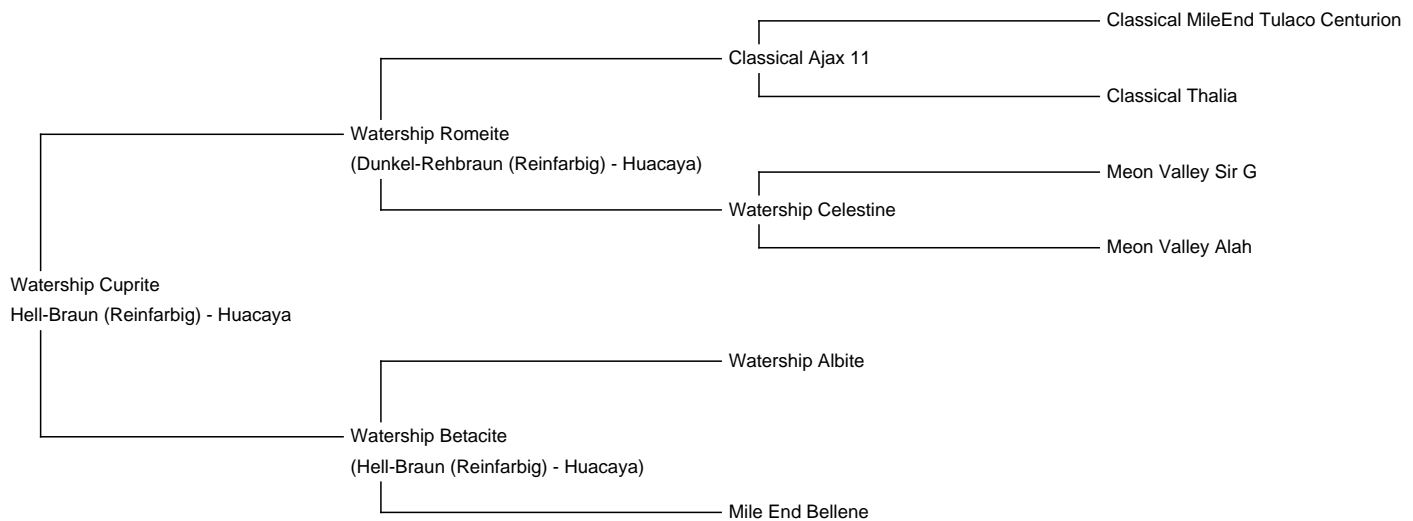 Classical MileEnd Tulaco Centurion
Classical Ajax 11
Classical Thalia
Watership Romeite
(Dunkel-Rehbraun (Reinfarbig) - Huacaya)
Meon Valley Sir G
Watership Celestine
Meon Valley Alah
Watership Cuprite
Hell-Braun (Reinfarbig) - Huacaya
Watership Albite
Watership Betacite
(Hell-Braun (Reinfarbig) - Huacaya)
Mile End Bellene